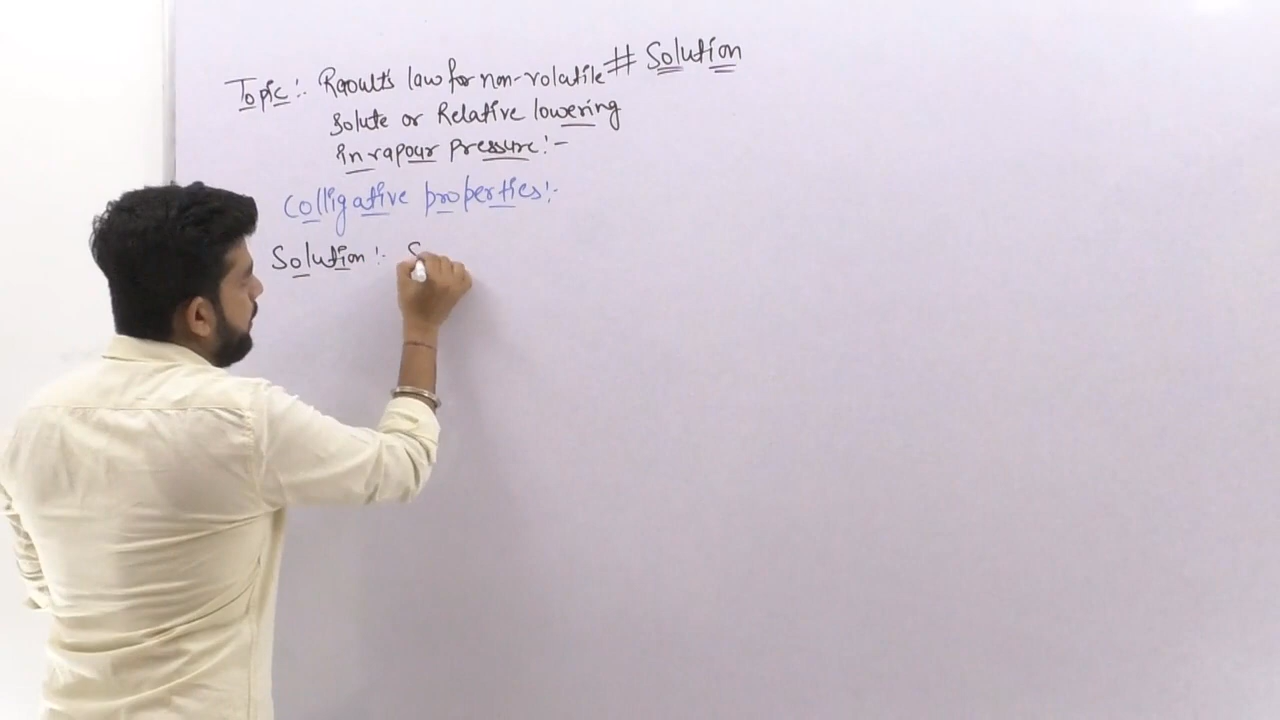 # Solution
Topic :- Raoult's law for non-volatile
Solute or Relative lowering
In vapour pressure :-
Colligative properties :-
Solution :- S